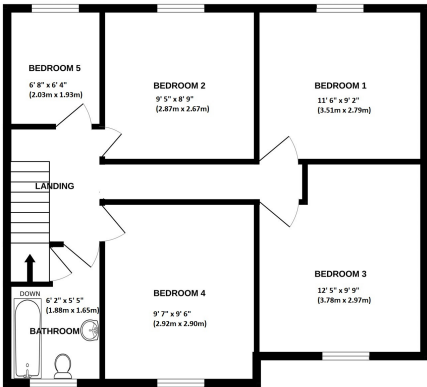 BEDROOM 5
6' 8" x 6' 4"
(2.03m x 1.93m)
BEDROOM 2
9' 5" x 8' 9"
(2.87m x 2.67m)
BEDROOM 1
11' 6" x 9' 2"
(3.51m x 2.79m)
LANDING
BEDROOM 3
12' 5" x 9' 9"
(3.78m x 2.97m)
BEDROOM 4
9' 7" x 9' 6"
(2.92m x 2.90m)
DOWN
6' 2" x 5' 5"
(1.88m x 1.65m)
BATHROOM